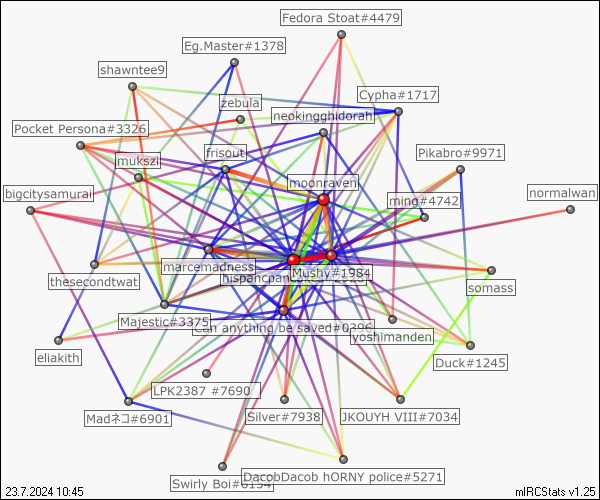 Fedora Stoat#4479
Eg.Master#1378
shawntee9
Cypha#1717
zebula
neokingghidorah
Pocket Persona#3326
frisout
Pikabro#9971
mukszi
moonraven
bigcitysamurai
ming#4742
normalwan
marcemadness
Mushy#1984
thesecondtwat
somass
Majestic#3375
can anything be saved#0396
yoshimanden
eliakith
Duck#1245
LPK2387 #7690
Madネコ#6901
Silver#7938
JKOUYH VIII#7034
Swirly Boi#6154
DacobDacob hORNY police#5271
23.7.2024 10:45
mIRCStats v1.25